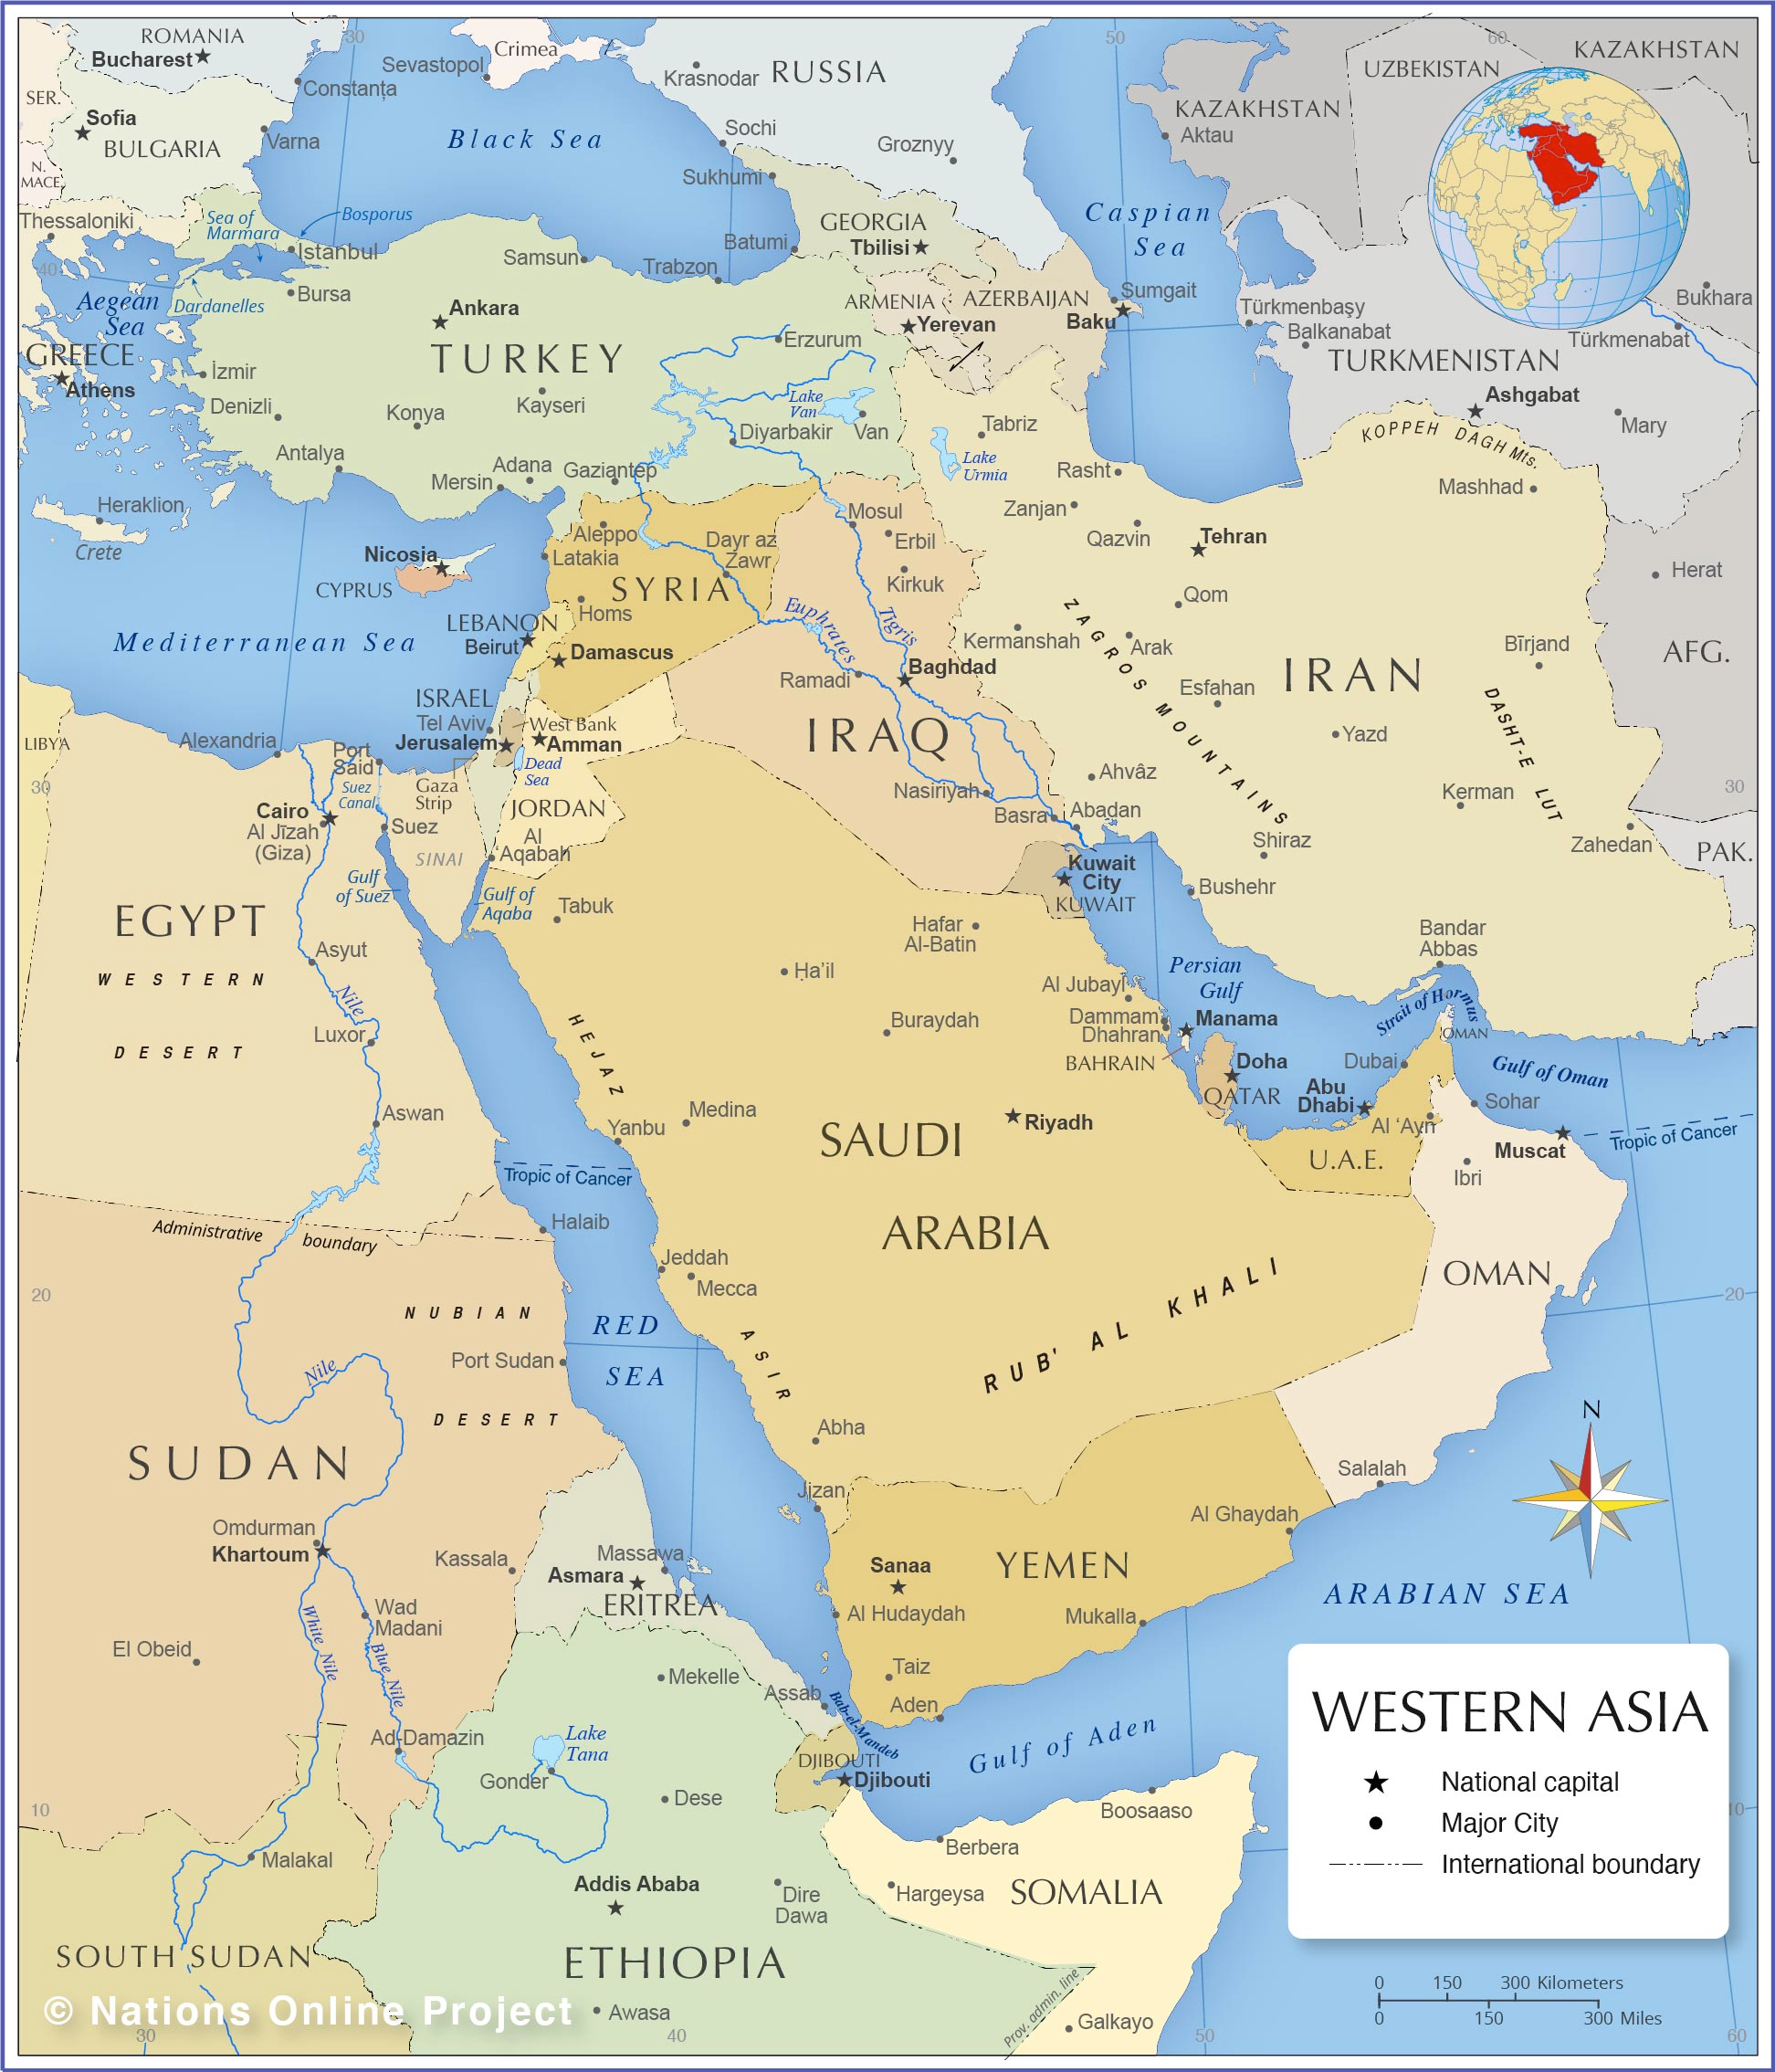 ROMANIA
Bucharest
30
Sevastopol
Crimea
Krasnodar
RUSSIA
50
60
KAZAKHSTAN
UZBEKISTAN
SER.
Constanța
KAZAKHSTAN
Aktau
Sofia
BULGARIA
Varna
Black Sea
Sochi
Groznyy
N.
MACE.
Sukhumi
Thessaloniki
Sea of
Marmara
Bosporus
GEORGIA
Tbilisi
Caspian
Sea
Istanbul
Samsun
Trabzon
Batumi
40
Aegean
Sea
Dardanelles
Bursa
Ankara
ARMENIA
Yerevan
AZERBAIJAN
Sumgait
Baku
Türkmenbaşy
Balkanabat
Bukhara
Türkmenabat
GREECE
Athens
TURKEY
Erzurum
TURKMENISTAN
Ashgabat
İzmir
Denizli
Konya
Kayseri
Lake
Van
Van
Diyarbakir
Tabriz
Mary
KOPPEH DAGH Mts.
Antalya
Mersin
Adana
Gaziantep
Lake
Urmia
Rasht
Mashhad
Heraklion
Crete
Zanjan
Qazvin
Tehran
Nicosia
CYPRUS
Aleppo
Latakia
Dayr az
Zawr
Mosul
Erbil
Kirkuk
Herat
SYRIA
Homs
Qom
LEBANON
Beirut
Damascus
Euphrates
Tigris
Kermanshah
Arak
ZAGROS MOUNTAINS
Mediterranean Sea
Baghdad
Ramadi
Esfahan
IRAN
Bīrjand
AFG.
DASHT-E LUT
ISRAEL
Tel Aviv
Jerusalem
West Bank
Amman
Dead
Sea
IRAQ
Yazd
LIBYA
Alexandria
Port
Said
Suez
Canal
Gaza
Strip
JORDAN
Ahvâz
Nasiriyah
Basra
Abadan
Kerman
30
30
Cairo
Al Jīzah
(Giza)
Suez
SINAI
Al
'Aqabah
Shiraz
Zahedan
PAK.
Kuwait
City
KUWAIT
Bushehr
Gulf
of Suez
Gulf of
Aqaba
Tabuk
EGYPT
Hafar
Al-Batin
Bandar
Abbas
WESTERN
DESERT
Asyut
Nile
Ḥa'il
Persian
Gulf
Al Jubayl
Strait of Hormus
Luxor
HEJAZ
Buraydah
Dammam
Dhahran
Manama
BAHRAIN
OMAN
Doha
QATAR
Dubai
Gulf of Oman
Abu
Dhabi
Al 'Ayn
Sohar
Aswan
Medina
Yanbu
SAUDI
Riyadh
Muscat
Tropic of Cancer
U.A.E.
Ibri
Tropic of Cancer
Administrative boundary
Halaib
ARABIA
OMAN
Jeddah
Mecca
20
20
NUBIAN
DESERT
RED
SEA
ASIR
RUB' AL KHALI
Nile
Port Sudan
N
Abha
SUDAN
Salalah
Jizan
Al Ghaydah
Omdurman
Khartoum
Kassala
Massawa
Asmara
ERITREA
Sanaa
YEMEN
ARABIAN SEA
Al Hudaydah
Mukalla
Wad
Madani
White Nile
Blue Nile
El Obeid
Mekelle
Assab
Taiz
Aden
Bab-el-Mandeb
Gulf of Aden
Ad-Damazin
Lake
Tana
Gonder
DJIBOUTI
Djibouti
Dese
Boosaaso
10
10
Berbera
Malakal
Addis Ababa
Dire
Dawa
Hargeysa
SOMALIA
SOUTH SUDAN
ETHIOPIA
Awasa
Prov. admin. line
Galkayo
30
40
50
60
WESTERN ASIA
National capital
Major City
International boundary
0 150 300 Kilometers
0 150 300 Miles
© Nations Online Project